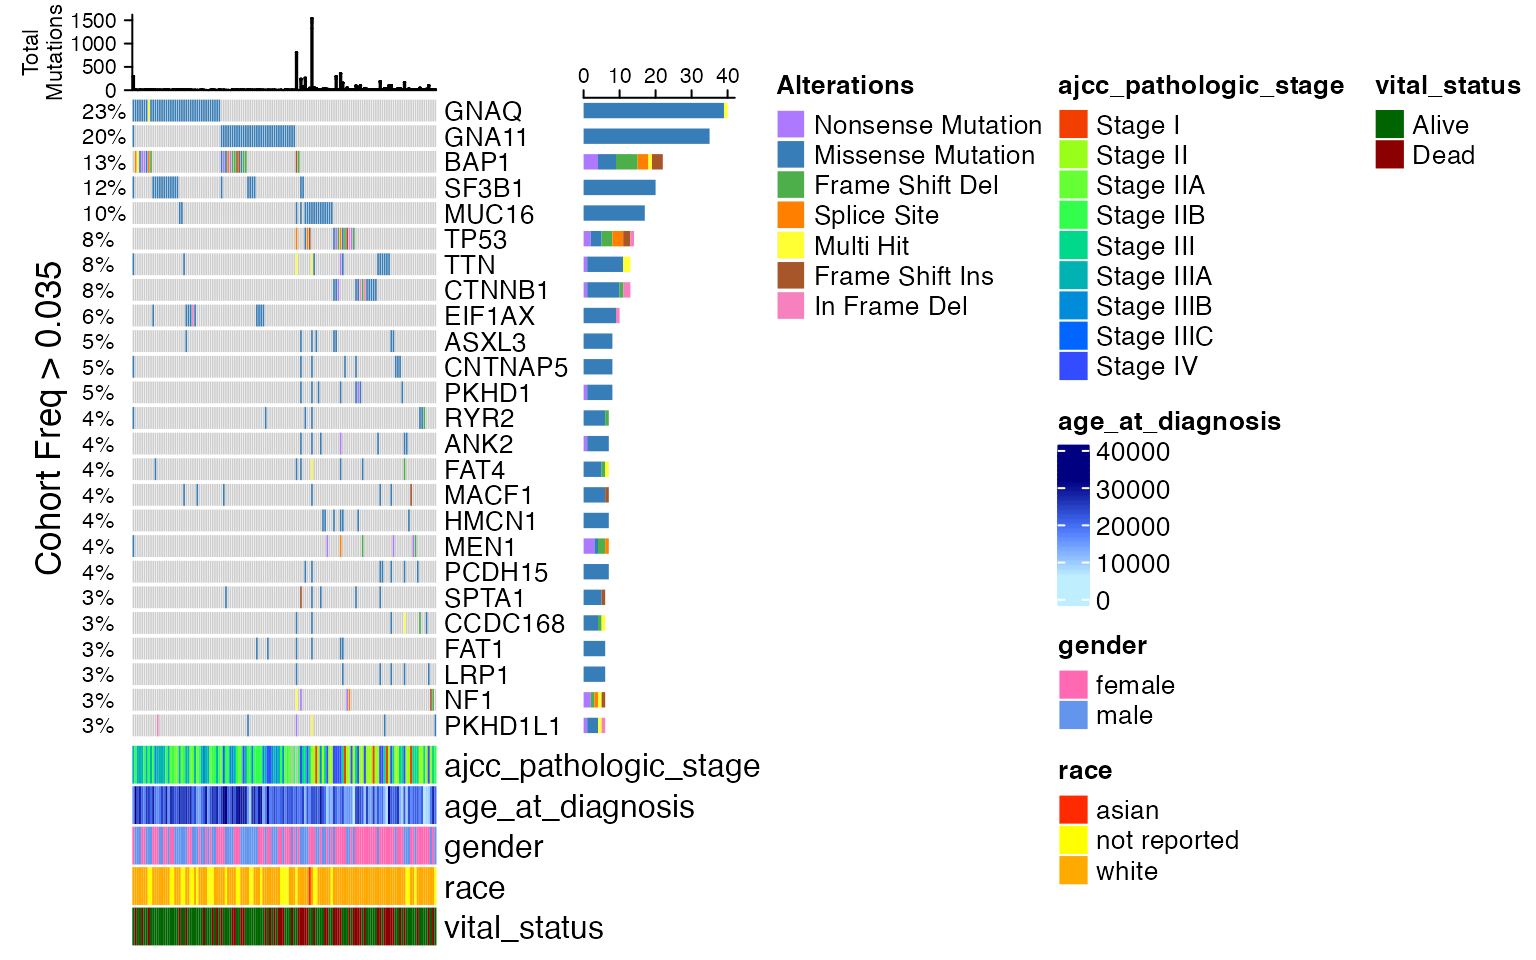 Total
Mutations
1500
1000
500
0
0 10 20 30 40
Cohort Freq > 0.035
23% GNAQ
20% GNA11
13% BAP1
12% SF3B1
10% MUC16
8% TP53
8% TTN
8% CTNNB1
6% EIF1AX
5% ASXL3
5% CNTNAP5
5% PKHD1
4% RYR2
4% ANK2
4% FAT4
4% MACF1
4% HMCN1
4% MEN1
4% PCDH15
3% SPTA1
3% CCDC168
3% FAT1
3% LRP1
3% NF1
3% PKHD1L1
ajcc_pathologic_stage
age_at_diagnosis
gender
race
vital_status
Alterations
Nonsense Mutation
Missense Mutation
Frame Shift Del
Splice Site
Multi Hit
Frame Shift Ins
In Frame Del
ajcc_pathologic_stage
Stage I
Stage II
Stage IIA
Stage IIB
Stage III
Stage IIIA
Stage IIIB
Stage IIIC
Stage IV
age_at_diagnosis
40000
30000
20000
10000
0
gender
female
male
race
asian
not reported
white
vital_status
Alive
Dead